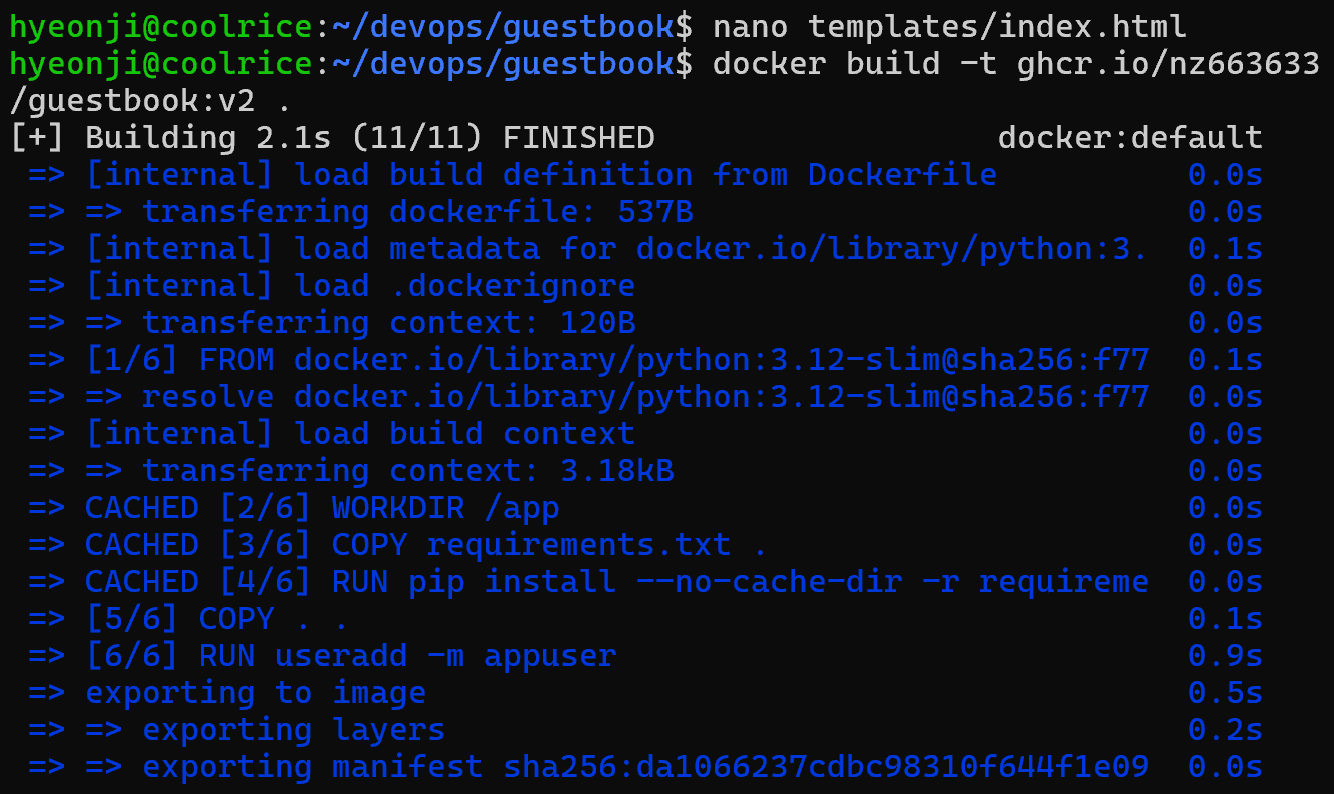 hyeonji@coolrice:~/devops/guestbook$ nano templates/index.html
hyeonji@coolrice:~/devops/guestbook$ docker build -t ghcr.io/nz663633
/guestbook:v2 .
[+] Building 2.1s (11/11) FINISHED docker:default
=> [internal] load build definition from Dockerfile 0.0s
=> => transferring dockerfile: 537B 0.0s
=> [internal] load metadata for docker.io/library/python:3. 0.1s
=> [internal] load .dockerignore 0.0s
=> => transferring context: 120B 0.0s
=> [1/6] FROM docker.io/library/python:3.12-slim@sha256:f77 0.1s
=> => resolve docker.io/library/python:3.12-slim@sha256:f77 0.0s
=> [internal] load build context 0.0s
=> => transferring context: 3.18kB 0.0s
=> CACHED [2/6] WORKDIR /app 0.0s
=> CACHED [3/6] COPY requirements.txt . 0.0s
=> CACHED [4/6] RUN pip install --no-cache-dir -r requireme 0.0s
=> [5/6] COPY . . 0.1s
=> [6/6] RUN useradd -m appuser 0.9s
=> exporting to image 0.5s
=> => exporting layers 0.2s
=> => exporting manifest sha256:da1066237cdbc98310f644f1e09 0.0s